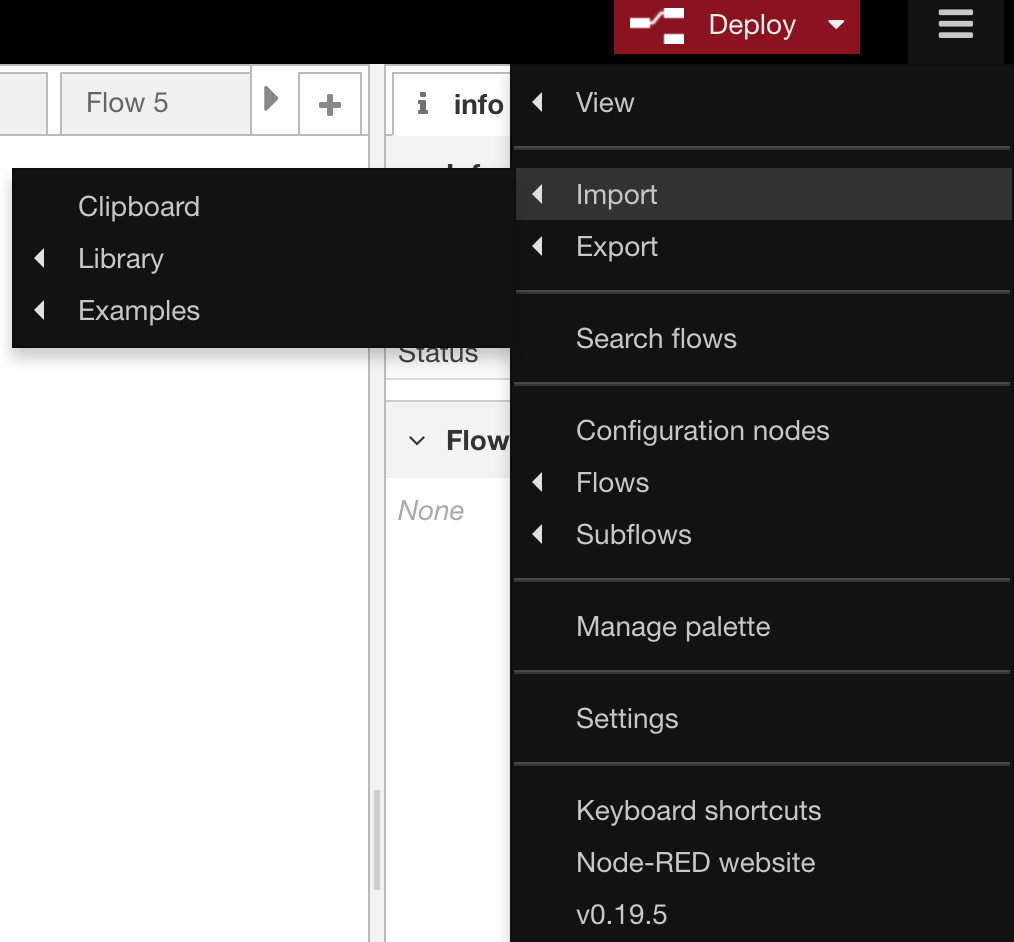 Deploy
Flow 5
info
View
Import
Export
Clipboard
Library
Examples
Search flows
Status
Configuration nodes
Flow
Flows
None
Subflows
Manage palette
Settings
Keyboard shortcuts
Node-RED website
v0.19.5